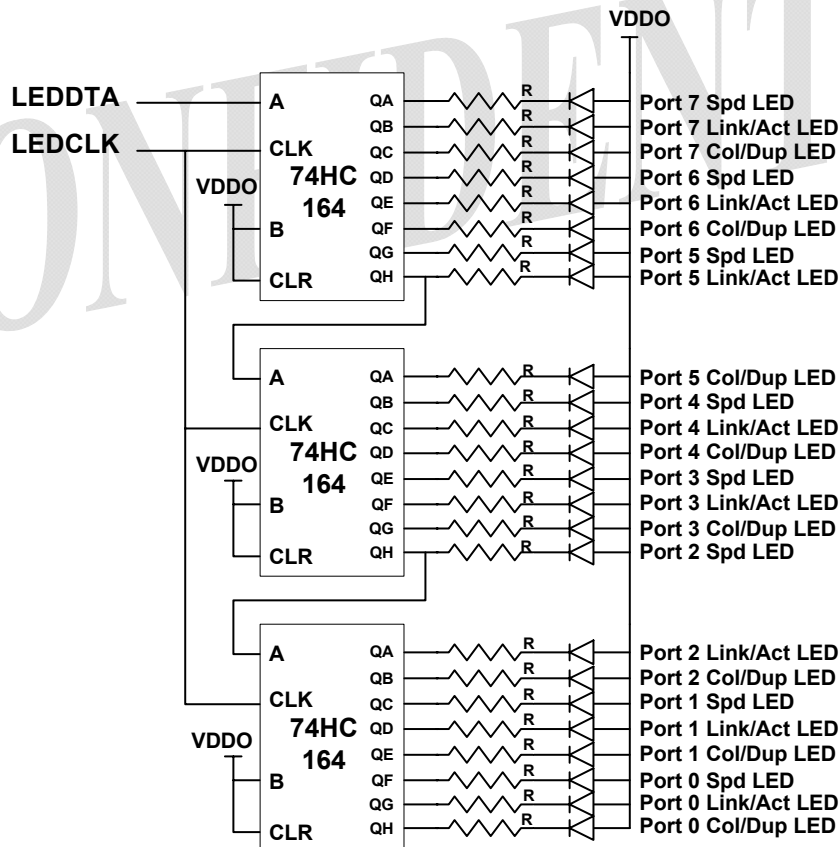 VDDO
CONFIDENT
LEDDTA
LEDCLK
VDDO
A
CLK
74HC
164
B
CLR
QA R Port 7 Spd LED
QB R Port 7 Link/Act LED
QC R Port 7 Col/Dup LED
QD R Port 6 Spd LED
QE R Port 6 Link/Act LED
QF R Port 6 Col/Dup LED
QG R Port 5 Spd LED
QH R Port 5 Link/Act LED
VDDO
A
CLK
74HC
164
B
CLR
QA R Port 5 Col/Dup LED
QB R Port 4 Spd LED
QC R Port 4 Link/Act LED
QD R Port 4 Col/Dup LED
QE R Port 3 Spd LED
QF R Port 3 Link/Act LED
QG R Port 3 Col/Dup LED
QH R Port 2 Spd LED
VDDO
A
CLK
74HC
164
B
CLR
QA R Port 2 Link/Act LED
QB R Port 2 Col/Dup LED
QC R Port 1 Spd LED
QD R Port 1 Link/Act LED
QE R Port 1 Col/Dup LED
QF R Port 0 Spd LED
QG R Port 0 Link/Act LED
QH R Port 0 Col/Dup LED